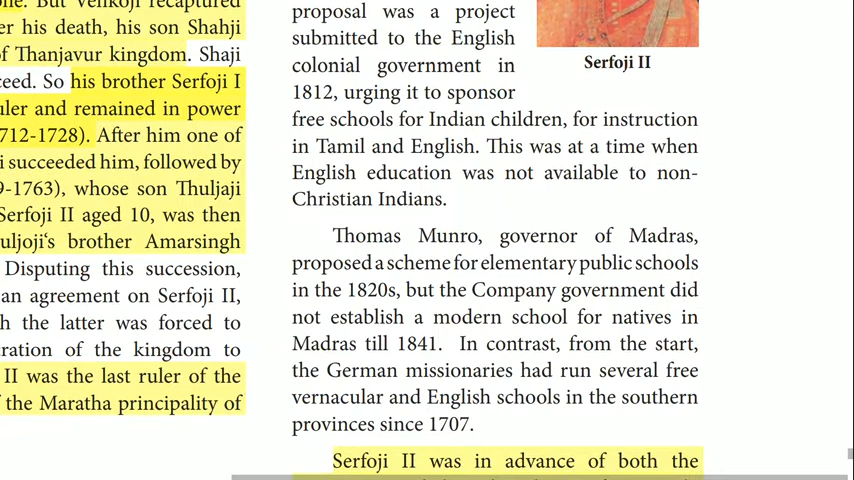 But Venkoji recaptured
er his death, his son Shahji
of Thanjavur kingdom. Shaji
ceed. So his brother Serfoji I
uler and remained in power
712-1728). After him one of
i succeeded him, followed by
9-1763), whose son Thuljaji
Serfoji II aged 10, was then
uljoji‘s brother Amarsingh
Disputing this succession,
an agreement on Serfoji II,
h the latter was forced to
ration of the kingdom to
II was the last ruler of the
f the Maratha principality of
proposal was a project
submitted to the English
colonial government in
1812, urging it to sponsor
free schools for Indian children, for instruction
in Tamil and English. This was at a time when
English education was not available to non-
Christian Indians.
Serfoji II
Thomas Munro, governor of Madras,
proposed a scheme for elementary public schools
in the 1820s, but the Company government did
not establish a modern school for natives in
Madras till 1841. In contrast, from the start,
the German missionaries had run several free
vernacular and English schools in the southern
provinces since 1707.
Serfoji II was in advance of both the